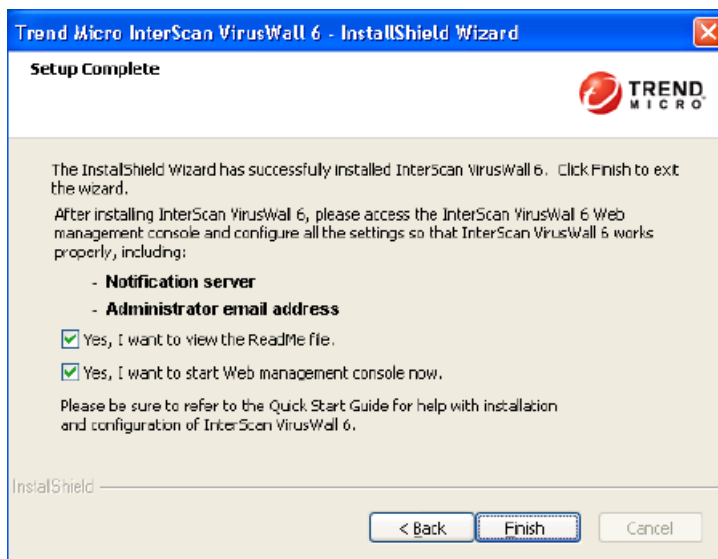 Trend Micro InterScan VirusWall 6 - InstallShield Wizard
Setup Complete
TREND
MICRO
The InstallShield Wizard has successfully installed InterScan VirusWall 6. Click Finish to exit
the wizard.
After installing InterScan VirusWall 6, please access the InterScan VirusWall 6 Web
management console and configure all the settings so that InterScan VirusWall 6 works
properly, including:
- Notification server
- Administrator email address
Yes, I want to view the ReadMe file.
Yes, I want to start Web management console now.
Please be sure to refer to the Quick Start Guide for help with installation
and configuration of InterScan VirusWall 6.
InstallShield
< Back
Finish
Cancel